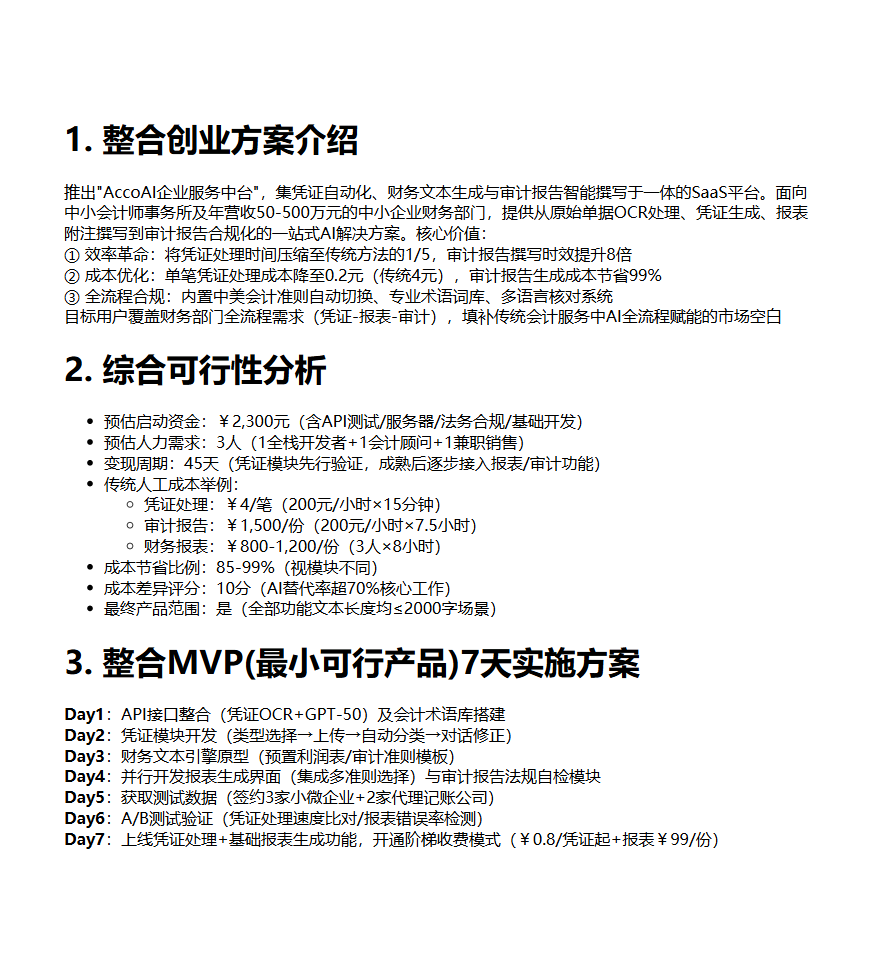 1. 整合创业方案介绍
推出"AccoAI企业服务中台"，集凭证自动化、财务文本生成与审计报告智能撰写于一体的SaaS平台。面向
中小会计师事务所及年营收50-500万元的中小企业财务部门，提供从原始单据OCR处理、凭证生成、报表
附注撰写到审计报告合规化的一站式AI解决方案。核心价值：
① 效率革命：将凭证处理时间压缩至传统方法的1/5，审计报告撰写时效提升8倍
② 成本优化：单笔凭证处理成本降至0.2元（传统4元），审计报告生成成本节省99%
③ 全流程合规：内置中美会计准则自动切换、专业术语词库、多语言核对系统
目标用户覆盖财务部门全流程需求（凭证-报表-审计），填补传统会计服务中AI全流程赋能的市场空白
2. 综合可行性分析
• 预估启动资金：￥2,300元（含API测试/服务器/法务合规/基础开发）
• 预估人力需求：3人（1全栈开发者+1会计顾问+1兼职销售）
• 变现周期：45天（凭证模块先行验证，成熟后逐步接入报表/审计功能）
• 传统人工成本举例：
◦ 凭证处理：￥4/笔（200元/小时×15分钟）
◦ 审计报告：￥1,500/份（200元/小时×7.5小时）
◦ 财务报表：￥800-1,200/份（3人×8小时）
• 成本节省比例：85-99%（视模块不同）
• 成本差异评分：10分（AI替代率超70%核心工作）
• 最终产品范围：是（全部功能文本长度均≤2000字场景）
3. 整合MVP(最小可行产品)7天实施方案
Day1：API接口整合（凭证OCR+GPT-50）及会计术语库搭建
Day2：凭证模块开发（类型选择→上传→自动分类→对话修正）
Day3：财务文本引擎原型（预置利润表/审计准则模板）
Day4：并行开发报表生成界面（集成多准则选择）与审计报告法规自检模块
Day5：获取测试数据（签约3家小微企业+2家代理记账公司）
Day6：A/B测试验证（凭证处理速度比对/报表错误率检测）
Day7：上线凭证处理+基础报表生成功能，开通阶梯收费模式（￥0.8/凭证起+报表￥99/份）